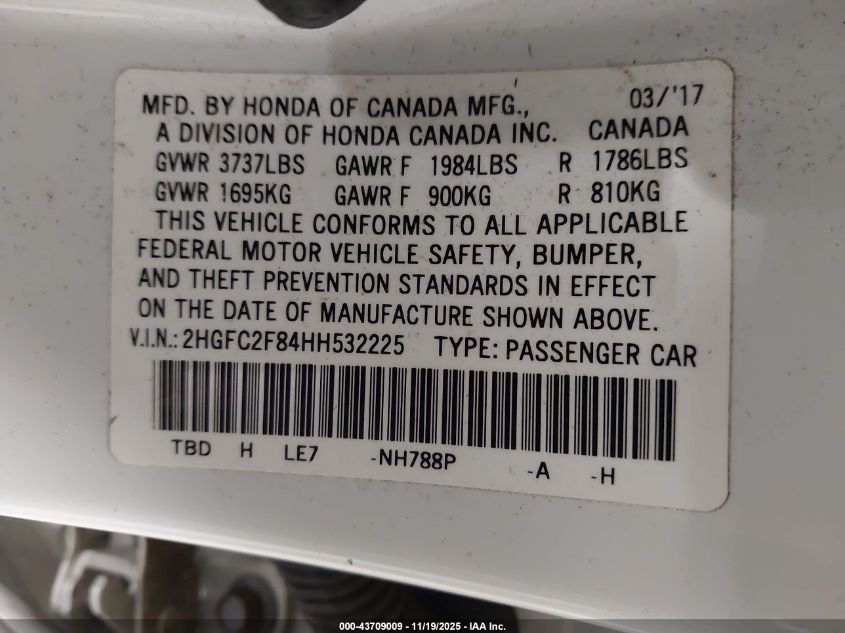 MFD. BY HONDA OF CANADA MFG., 03/'17
A DIVISION OF HONDA CANADA INC. CANADA
GVWR 3737LBS GAWR F 1984LBS R 1786LBS
GVWR 1695KG GAWR F 900KG R 810KG
THIS VEHICLE CONFORMS TO ALL APPLICABLE
FEDERAL MOTOR VEHICLE SAFETY, BUMPER,
AND THEFT PREVENTION STANDARDS IN EFFECT
ON THE DATE OF MANUFACTURE SHOWN ABOVE.
V.I.N.: 2HGFC2F84HH532225 TYPE: PASSENGER CAR
TBD H LE7 -NH788P -A -H
000-43709009 - 11/19/2025 - IAA Inc.